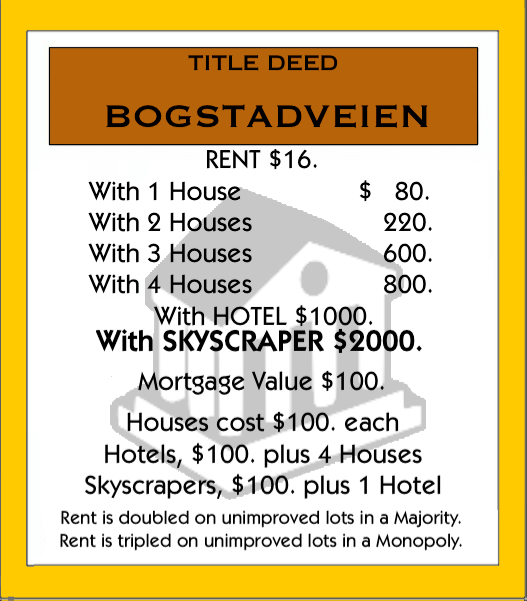 TITLE DEED
BOGSTADVEIEN
RENT $16.
With 1 House $ 80.
With 2 Houses 220.
With 3 Houses 600.
With 4 Houses 800.
With HOTEL $1000.
With SKYSCRAPER $2000.
Mortgage Value $100.
Houses cost $100. each
Hotels, $100. plus 4 Houses
Skyscrapers, $100. plus 1 Hotel
Rent is doubled on unimproved lots in a Majority.
Rent is tripled on unimproved lots in a Monopoly.